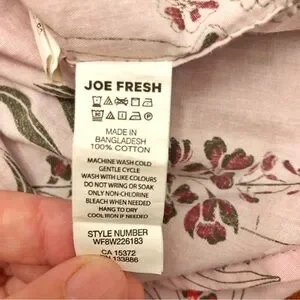 JOE FRESH
MADE IN
BANGLADESH
100% COTTON
MACHINE WASH COLD
GENTLE CYCLE
WASH WITH LIKE COLOURS
DO NOT WRING OR SOAK
ONLY NON-CHLORINE
BLEACH WHEN NEEDED
HANG TO DRY
COOL IRON IF NEEDED
STYLE NUMBER
WF8W226183
CA 15372
133886